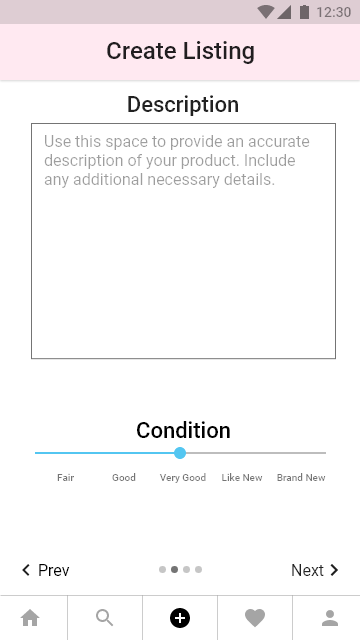 12:30
Create Listing
Description
Use this space to provide an accurate
description of your product. Include
any additional necessary details.
Condition
Fair Good Very Good Like New Brand New
Prev Next